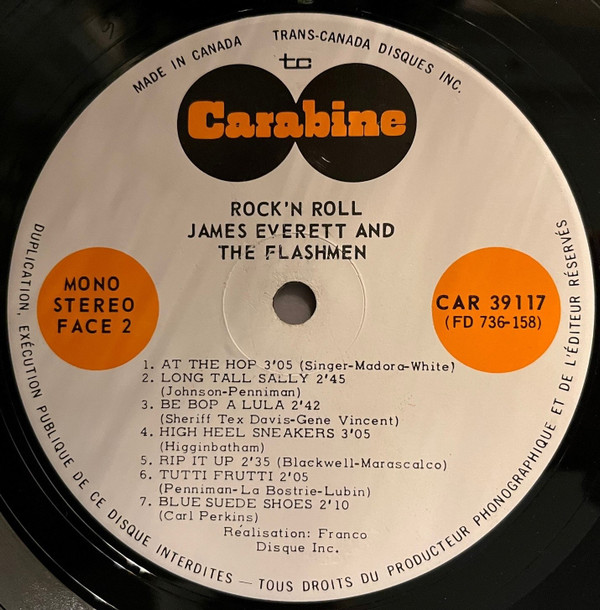 MADE IN CANADA TRANS-CANADA DISQUES INC.
tc
Carabine
ROCK'N ROLL
JAMES EVERETT AND
THE FLASHMEN
MONO
STEREO
FACE 2
CAR 39117
(FD 736-158)
1. AT THE HOP 3'05 (Singer-Madora-White)
2. LONG TALL SALLY 2'45
(Johnson-Penniman)
3. BE BOP A LULA 2'42
(Sheriff Tex Davis-Gene Vincent)
4. HIGH HEEL SNEAKERS 3'05
(Higginbatham)
5. RIP IT UP 2'35 (Blackwell-Marascalco)
6. TUTTI FRUTTI 2'05
(Penniman-La Bostrie-Lubin)
7. BLUE SUEDE SHOES 2'10
(Carl Perkins)
Réalisation: Franco
Disque Inc.
DUPLICATION, EXÉCUTION PUBLIQUE DE CE DISQUE INTERDITES — TOUS DROITS DU PRODUCTEUR PHONOGRAPHIQUE ET DE L'ÉDITEUR RÉSERVÉS